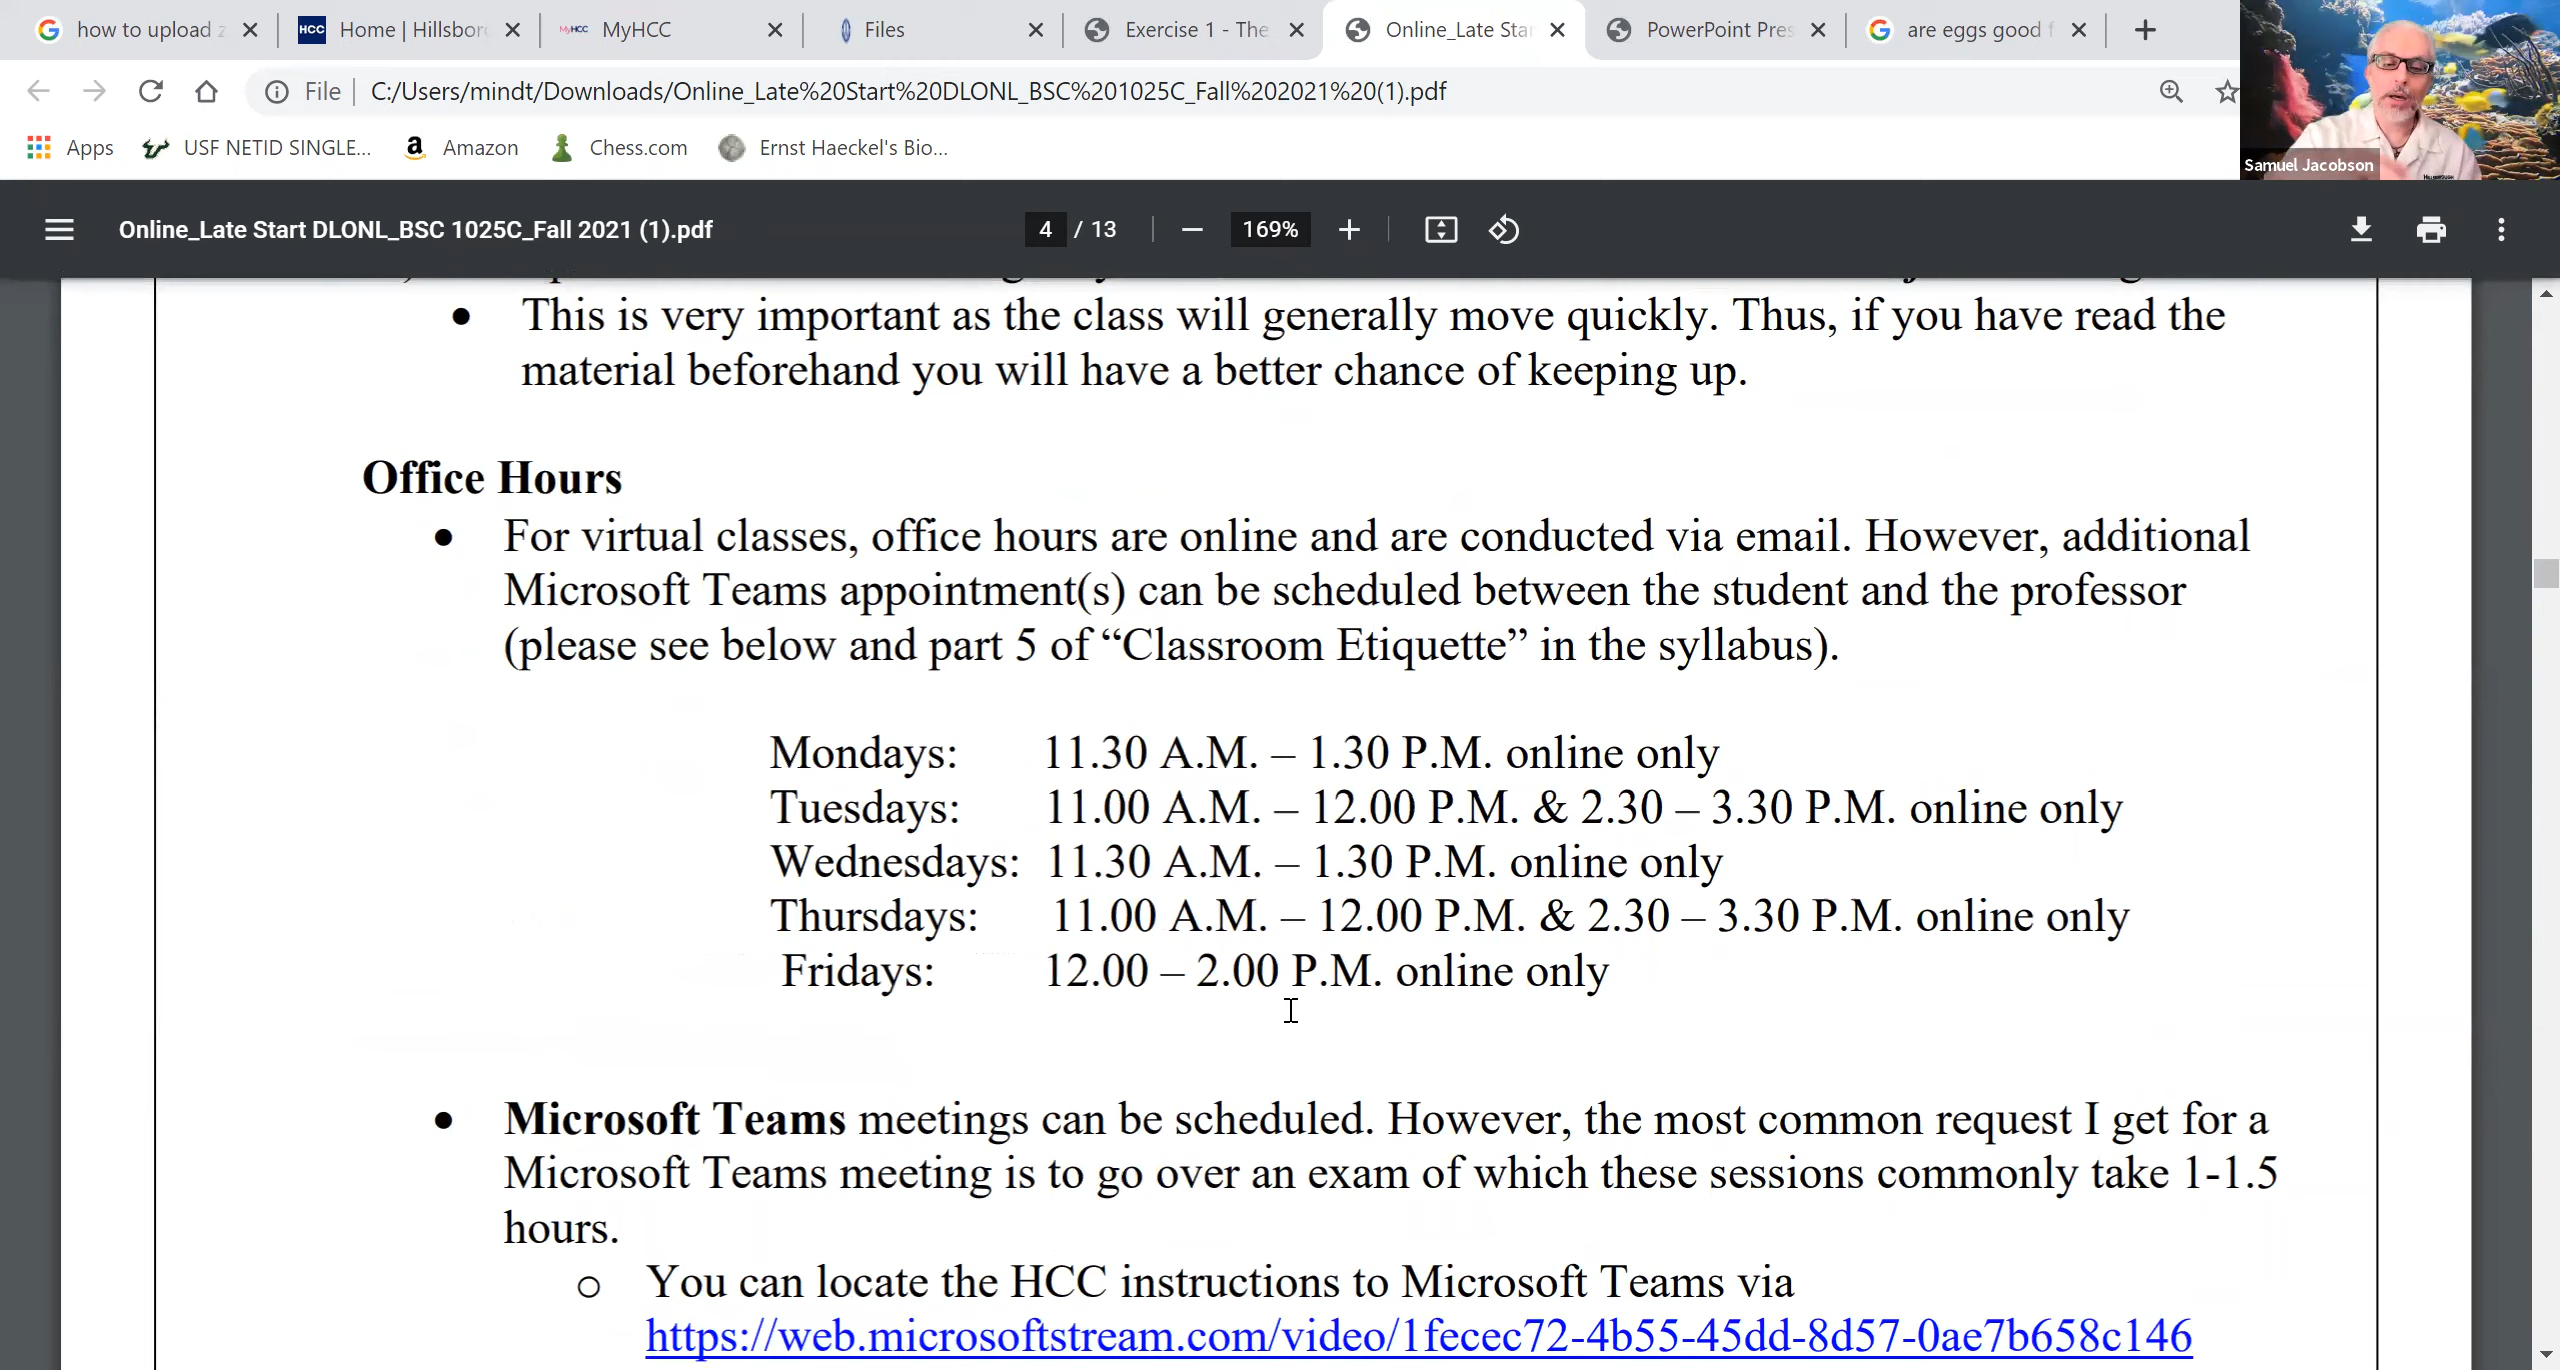 how to upload z
HCC Home | Hillsbor
MyHCC MyHCC
Files
Exercise 1 - The
Online_Late Star
PowerPoint Pres
are eggs good f
File C:/Users/mindt/Downloads/Online_Late%20Start%20DLONL_BSC%201025C_Fall%202021%20(1).pdf
Apps USF NETID SINGLE... Amazon Chess.com Ernst Haeckel's Bio...
Samuel Jacobson
Online_Late Start DLONL_BSC 1025C_Fall 2021 (1).pdf 4 / 13 169%
• This is very important as the class will generally move quickly. Thus, if you have read the
material beforehand you will have a better chance of keeping up.
Office Hours
• For virtual classes, office hours are online and are conducted via email. However, additional
Microsoft Teams appointment(s) can be scheduled between the student and the professor
(please see below and part 5 of “Classroom Etiquette” in the syllabus).
Mondays: 11.30 A.M. – 1.30 P.M. online only
Tuesdays: 11.00 A.M. – 12.00 P.M. & 2.30 – 3.30 P.M. online only
Wednesdays: 11.30 A.M. – 1.30 P.M. online only
Thursdays: 11.00 A.M. – 12.00 P.M. & 2.30 – 3.30 P.M. online only
Fridays: 12.00 – 2.00 P.M. online only
• Microsoft Teams meetings can be scheduled. However, the most common request I get for a
Microsoft Teams meeting is to go over an exam of which these sessions commonly take 1-1.5
hours.
o You can locate the HCC instructions to Microsoft Teams via
https://web.microsoftstream.com/video/1fecec72-4b55-45dd-8d57-0ae7b658c146